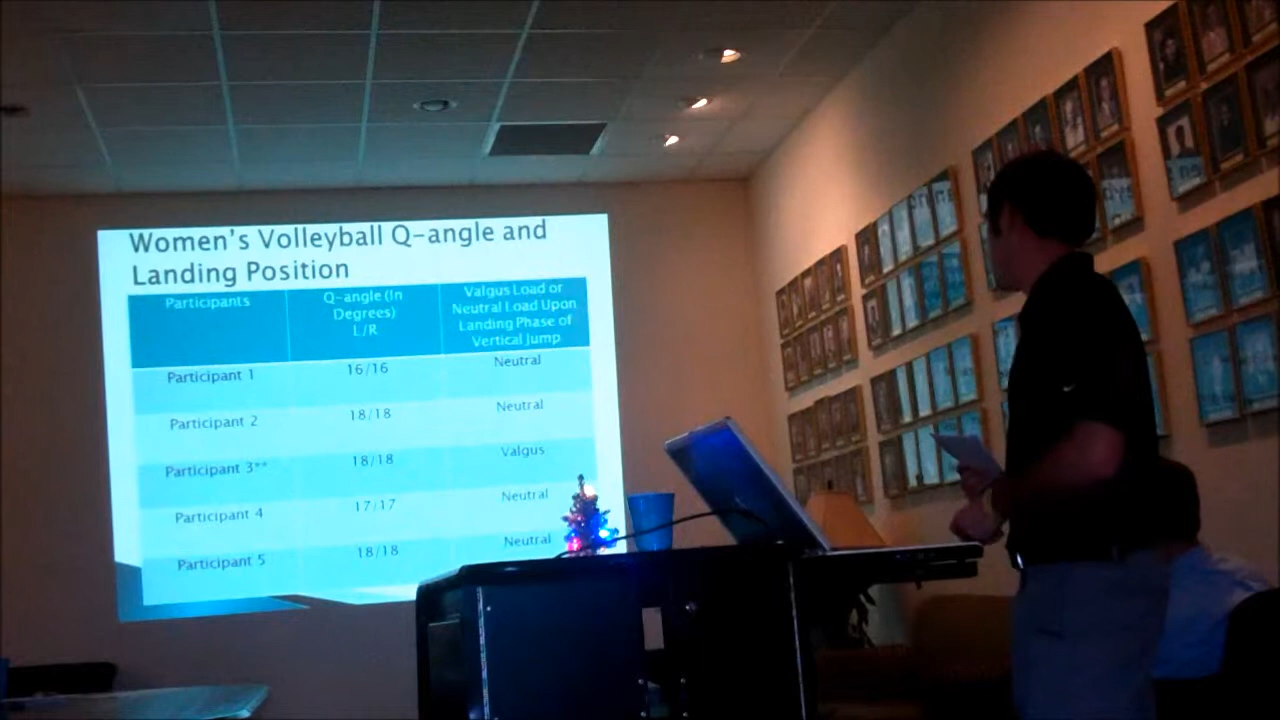 Women's Volleyball Q-angle and
Landing Position
Participants
Q-angle (In
Degrees)
L/R
Valgus Load or
Neutral Load Upon
Landing Phase of
Vertical Jump
Participant 1 16/16 Neutral
Participant 2 18/18 Neutral
Participant 3** 18/18 Valgus
Participant 4 17/17 Neutral
Participant 5 18/18 Neutral